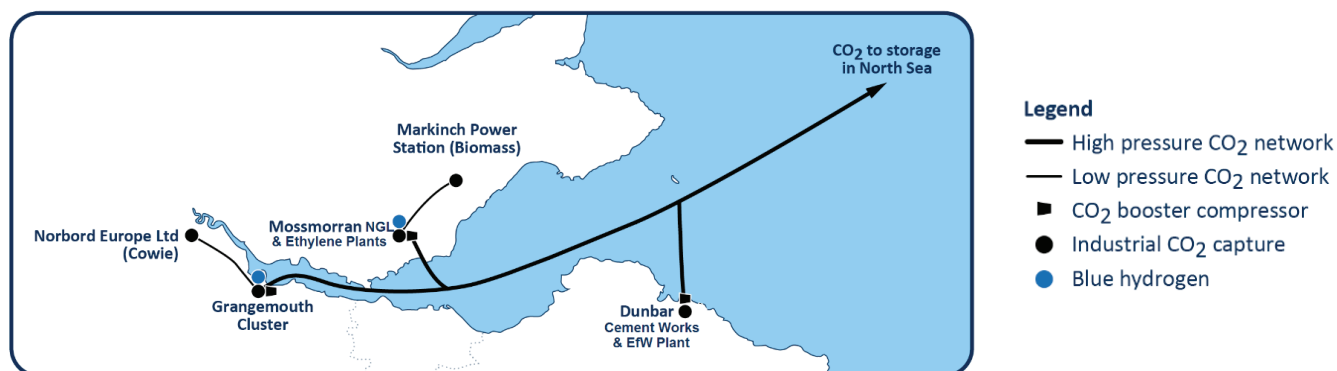 CO2 to storage
in North Sea
Markinch Power
Station (Biomass)
Mossmorran NGL
& Ethylene Plants
Norbord Europe Ltd
(Cowie)
Grangemouth
Cluster
Dunbar
Cement Works
& EfW Plant
Legend
High pressure CO2 network
Low pressure CO2 network
CO2 booster compressor
Industrial CO2 capture
Blue hydrogen